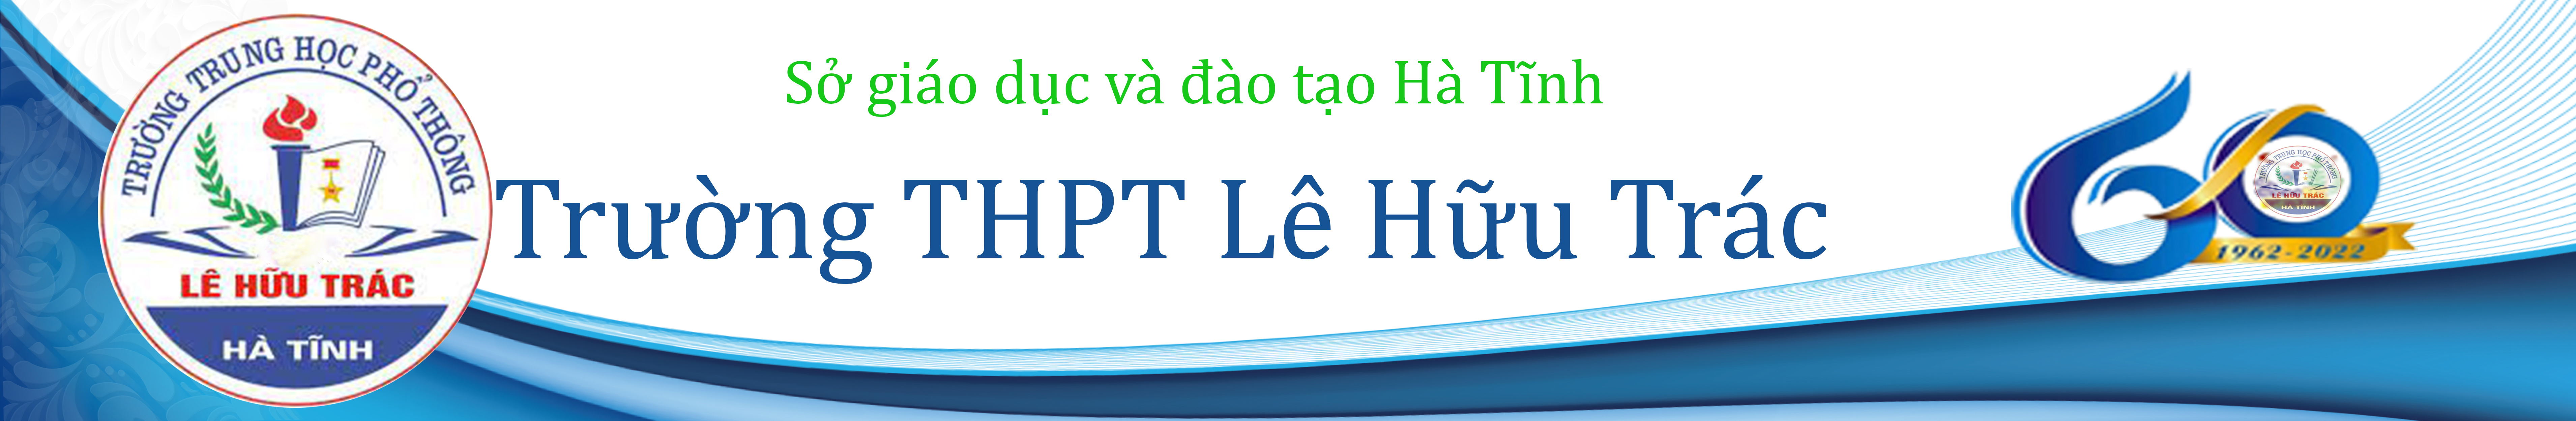 TRƯỜNG TRUNG HỌC PHỔ THÔNG
LÊ HỮU TRÁC
HÀ TĨNH
Sở giáo dục và đào tạo Hà Tĩnh
Trường THPT Lê Hữu Trác
60
TRƯỜNG TRUNG HỌC PHỔ THÔNG
LÊ HỮU TRÁC
HÀ TĨNH
1962-2022